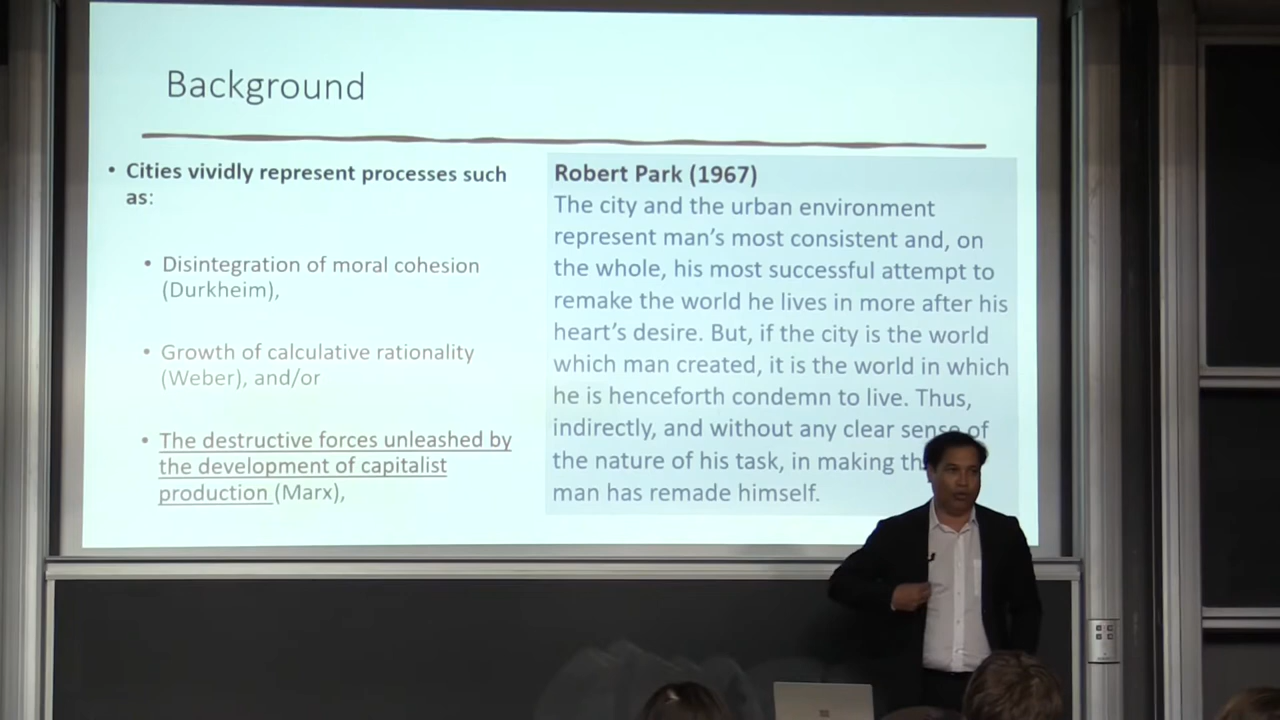 Background
• Cities vividly represent processes such
as:
• Disintegration of moral cohesion
(Durkheim),
• Growth of calculative rationality
(Weber), and/or
• The destructive forces unleashed by
the development of capitalist
production (Marx),
Robert Park (1967)
The city and the urban environment
represent man's most consistent and, on
the whole, his most successful attempt to
remake the world he lives in more after his
heart's desire. But, if the city is the world
which man created, it is the world in which
he is henceforth condemn to live. Thus,
indirectly, and without any clear sense of
the nature of his task, in making
man has remade himself.